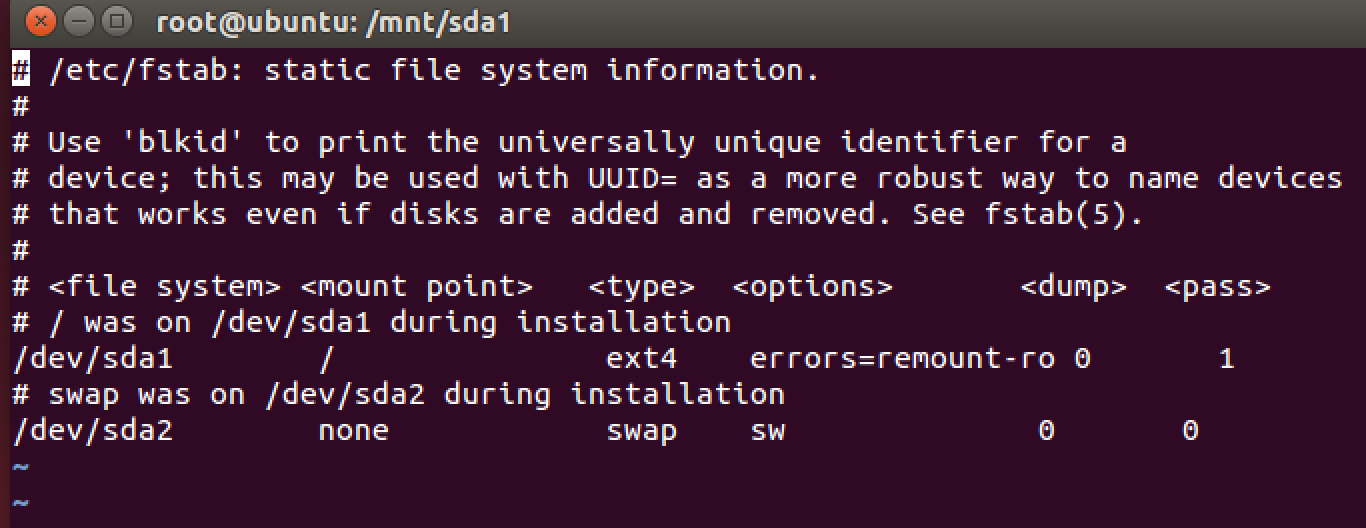 root@ubuntu: /mnt/sda1
# /etc/fstab: static file system information.
#
# Use 'blkid' to print the universally unique identifier for a
# device; this may be used with UUID= as a more robust way to name devices
# that works even if disks are added and removed. See fstab(5).
#
# <file system> <mount point>   <type>  <options>       <dump>  <pass>
# / was on /dev/sda1 during installation
/dev/sda1        /               ext4    errors=remount-ro 0       1
# swap was on /dev/sda2 during installation
/dev/sda2        none            swap    sw              0       0
~
~